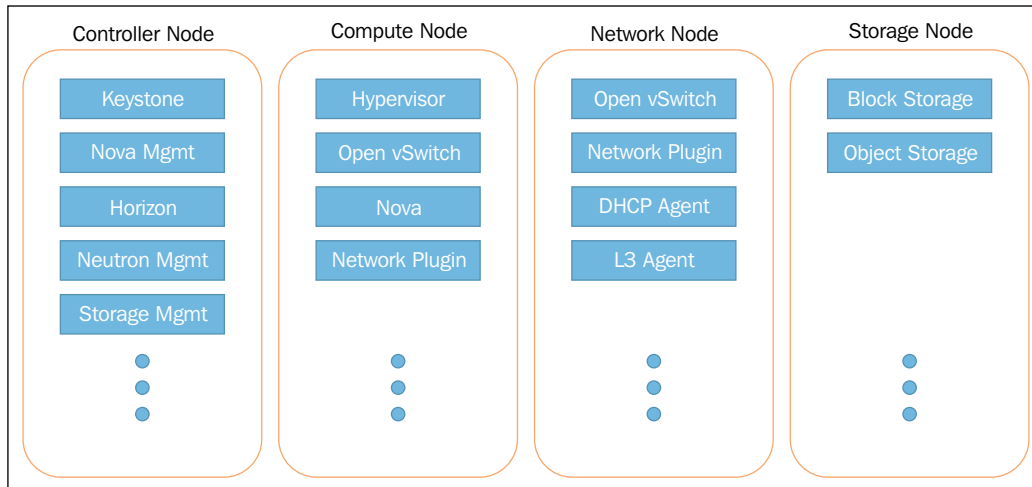 Controller Node
Keystone
Nova Mgmt
Horizon
Neutron Mgmt
Storage Mgmt
Compute Node
Hypervisor
Open vSwitch
Nova
Network Plugin
Network Node
Open vSwitch
Network Plugin
DHCP Agent
L3 Agent
Storage Node
Block Storage
Object Storage